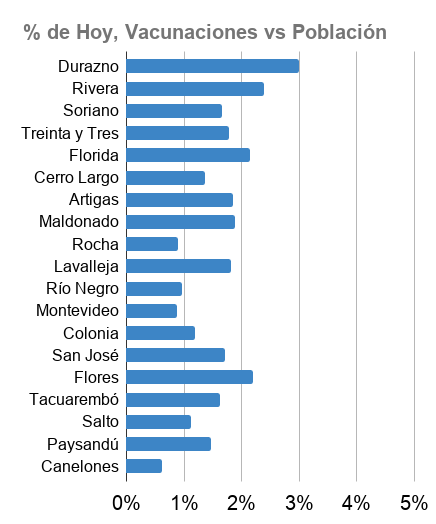 % de Hoy, Vacunaciones vs Población
Durazno
Rivera
Soriano
Treinta y Tres
Florida
Cerro Largo
Artigas
Maldonado
Rocha
Lavalleja
Río Negro
Montevideo
Colonia
San José
Flores
Tacuarembó
Salto
Paysandú
Canelones
0% 1% 2% 3% 4% 5%